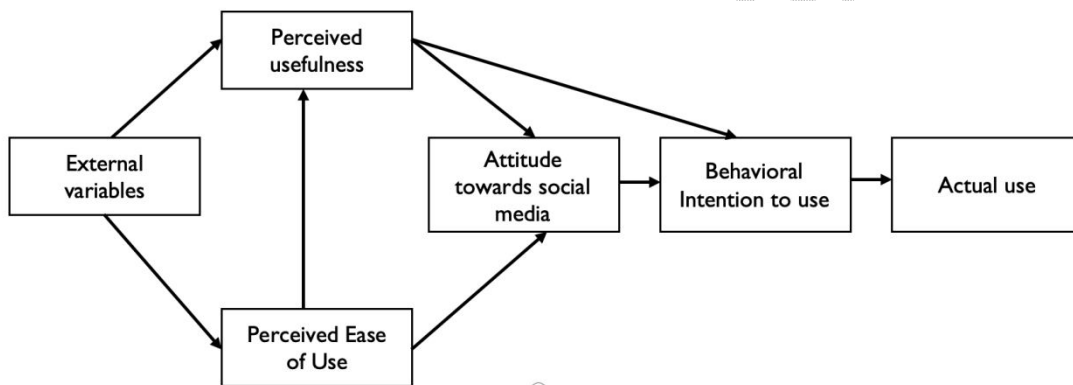 Perceived
usefulness
External
variables
Attitude
towards social
media
Behavioral
Intention to use
Actual use
Perceived Ease
of Use